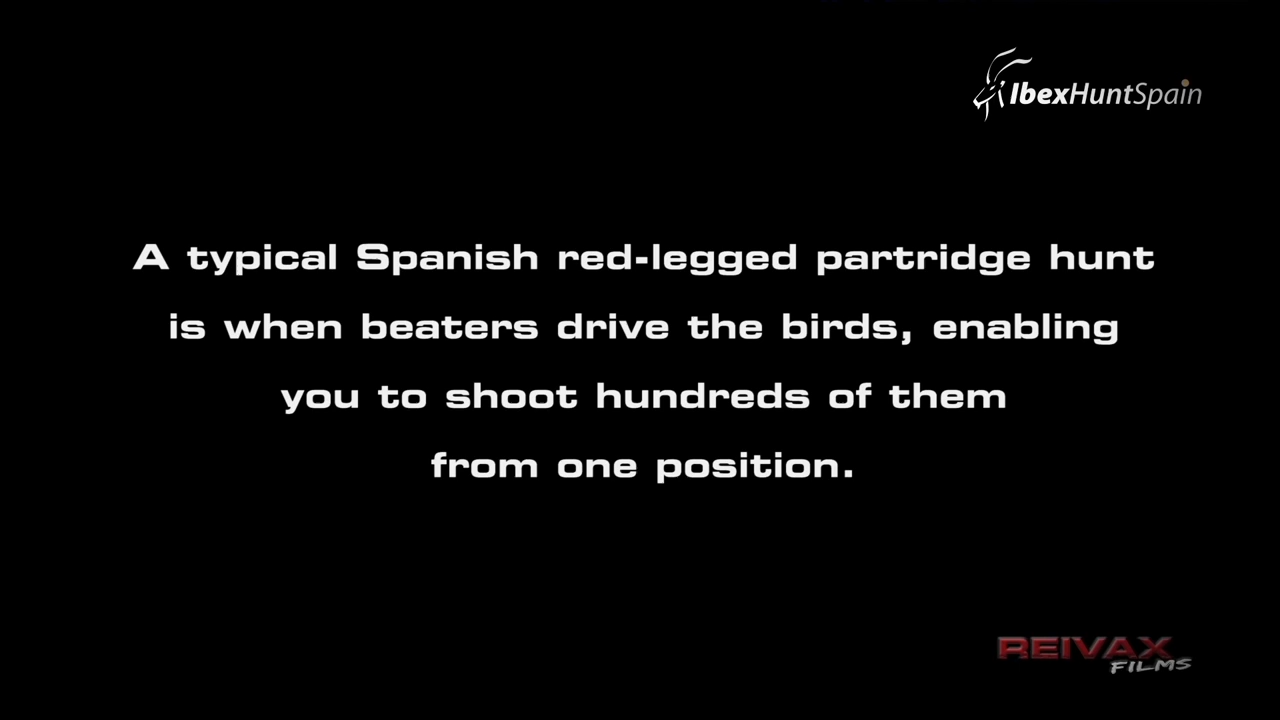 IbexHuntSpain
A typical Spanish red-legged partridge hunt
is when beaters drive the birds, enabling
you to shoot hundreds of them
from one position.
REIVAX
FILMS